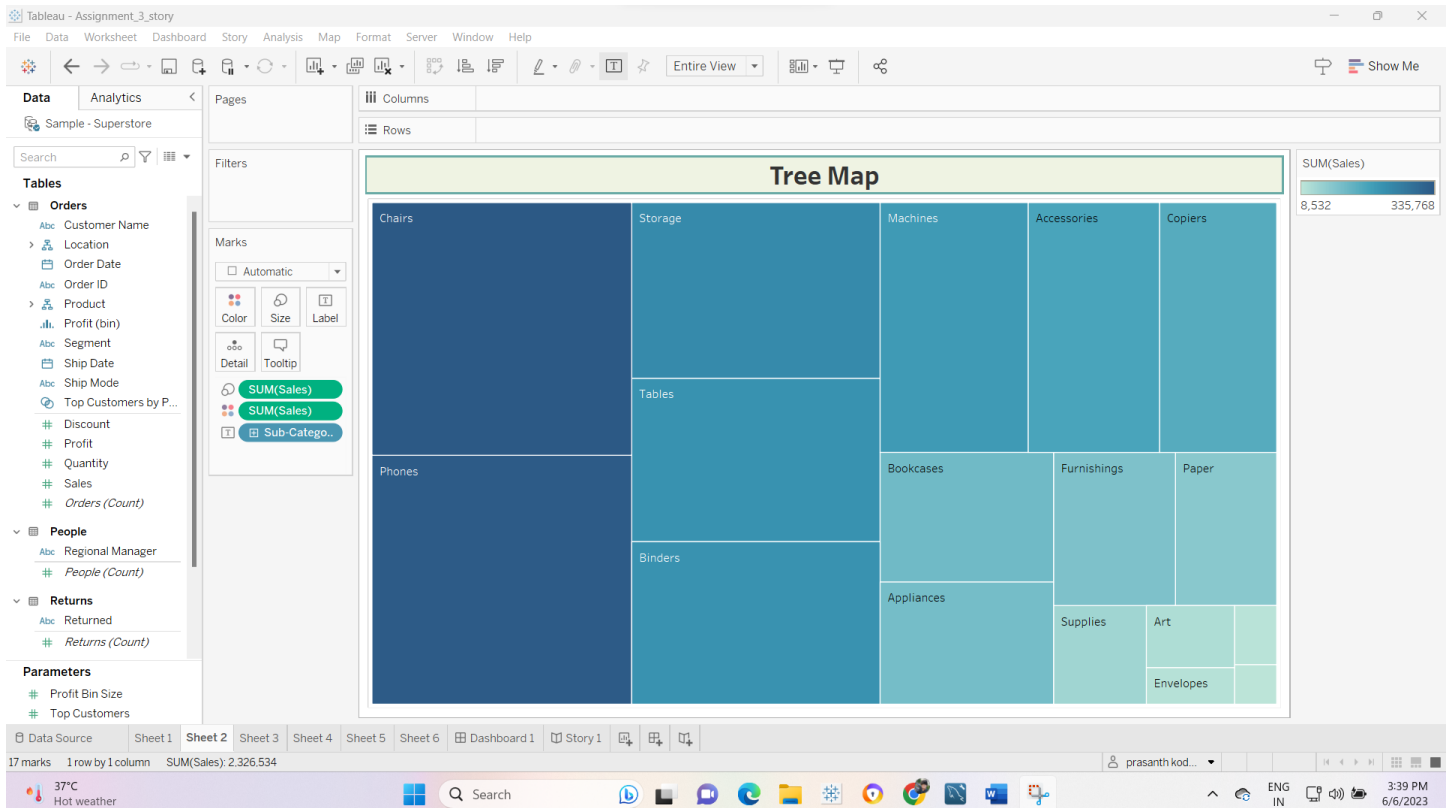 Tableau - Assignment_3_story
File Data Worksheet Dashboard Story Analysis Map Format Server Window Help
Entire View
Show Me
Data Analytics
Sample - Superstore
Search
Tables
Orders
Abc Customer Name
Location
Order Date
Abc Order ID
Product
Profit (bin)
Abc Segment
Ship Date
Abc Ship Mode
Top Customers by P...
# Discount
# Profit
# Quantity
# Sales
# Orders (Count)
People
Abc Regional Manager
# People (Count)
Returns
Abc Returned
# Returns (Count)
Parameters
# Profit Bin Size
# Top Customers
Pages
Filters
Marks
Automatic
Color Size Label
T
Detail Tooltip
SUM(Sales)
SUM(Sales)
T Sub-Catego..
Columns
Rows
Tree Map
Chairs
Storage
Machines
Accessories
Copiers
Phones
Tables
Binders
Bookcases
Furnishings
Paper
Appliances
Supplies
Art
Envelopes
SUM(Sales)
8,532 335,768
Data Source Sheet 1 Sheet 2 Sheet 3 Sheet 4 Sheet 5 Sheet 6 Dashboard 1 Story 1
17 marks 1 row by 1 column SUM(Sales): 2,326,534
prasanth kod...
37°C
Hot weather
Search
ENG
IN
3:39 PM
6/6/2023